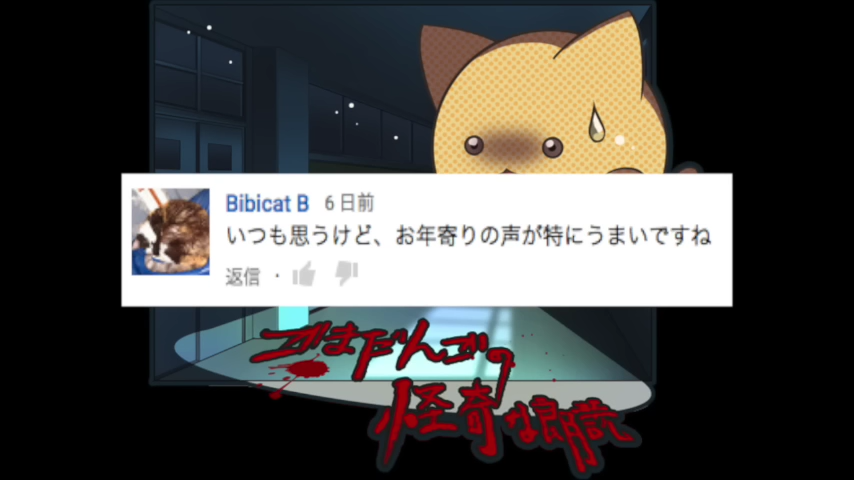 Bibicat B 6日前
いつも思うけど、お年寄りの声が特にうまいですね
返信 ・
ごまだんごの
怪奇な朗読